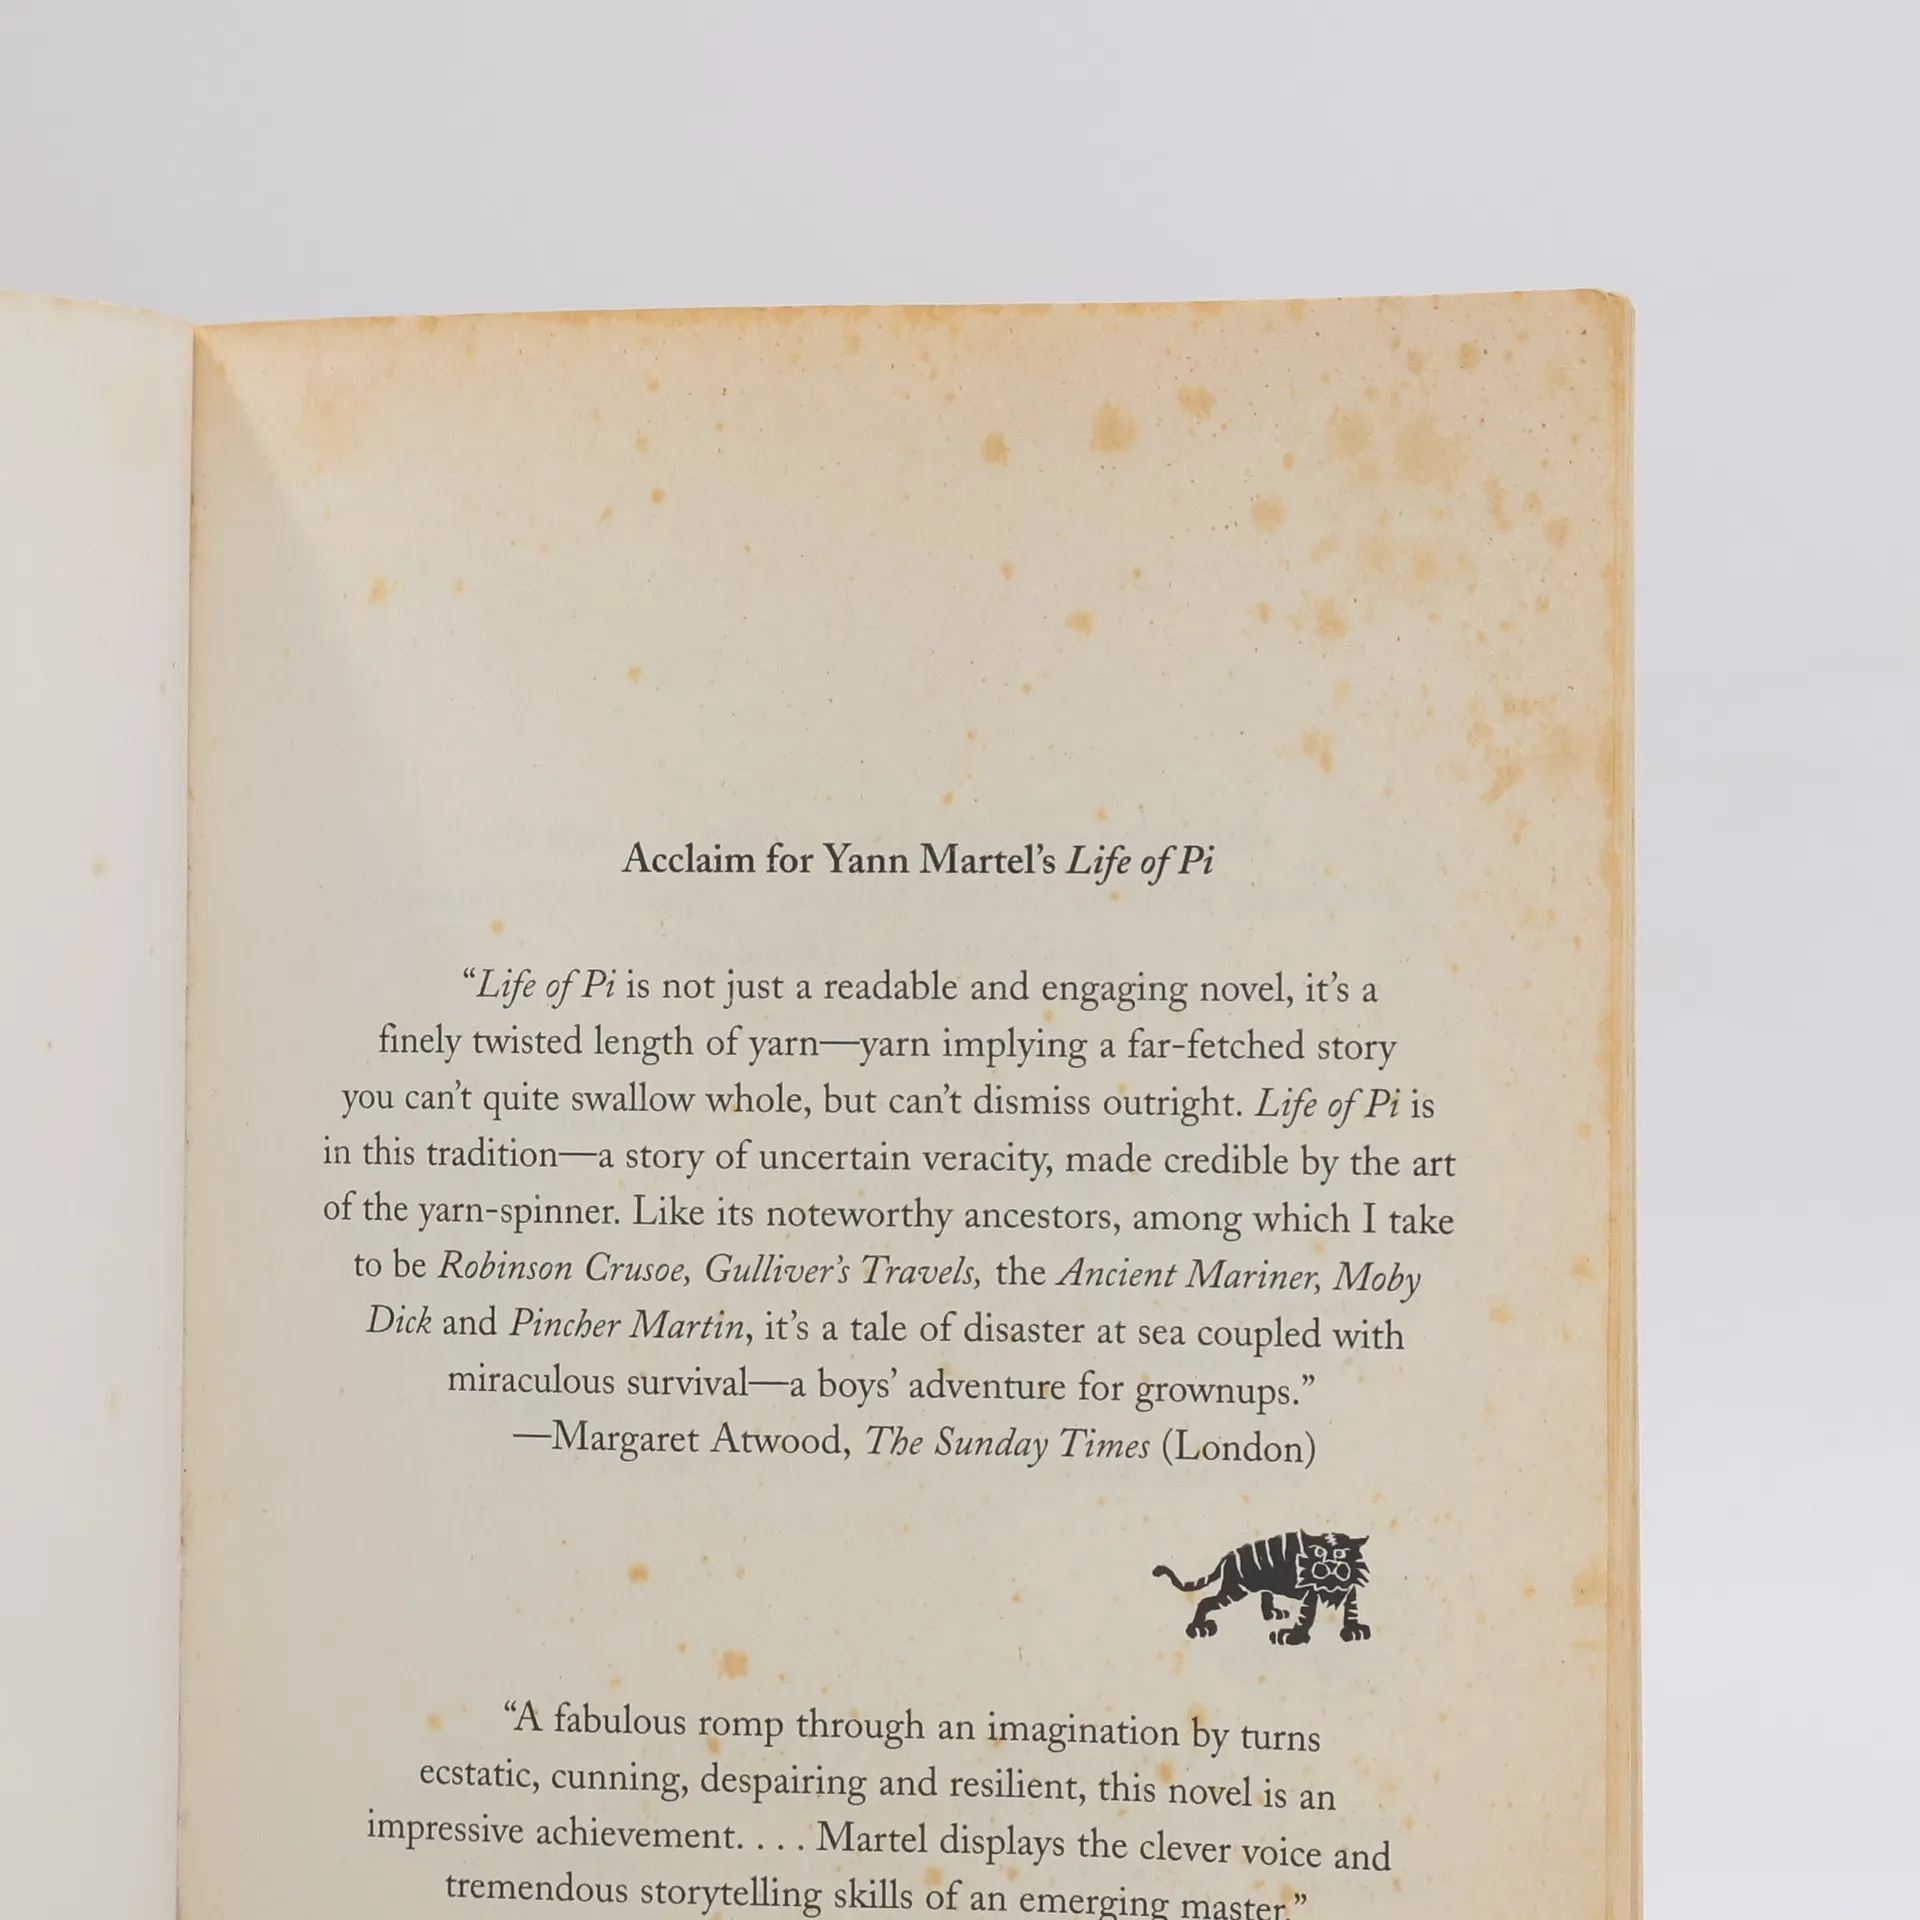 Acclaim for Yann Martel’s Life of Pi
“Life of Pi is not just a readable and engaging novel, it’s a
finely twisted length of yarn—yarn implying a far-fetched story
you can’t quite swallow whole, but can’t dismiss outright. Life of Pi is
in this tradition—a story of uncertain veracity, made credible by the art
of the yarn-spinner. Like its noteworthy ancestors, among which I take
to be Robinson Crusoe, Gulliver’s Travels, the Ancient Mariner, Moby
Dick and Pincher Martin, it’s a tale of disaster at sea coupled with
miraculous survival—a boys’ adventure for grownups.”
—Margaret Atwood, The Sunday Times (London)
“A fabulous romp through an imagination by turns
ecstatic, cunning, despairing and resilient, this novel is an
impressive achievement. . . . Martel displays the clever voice and
tremendous storytelling skills of an emerging master.”